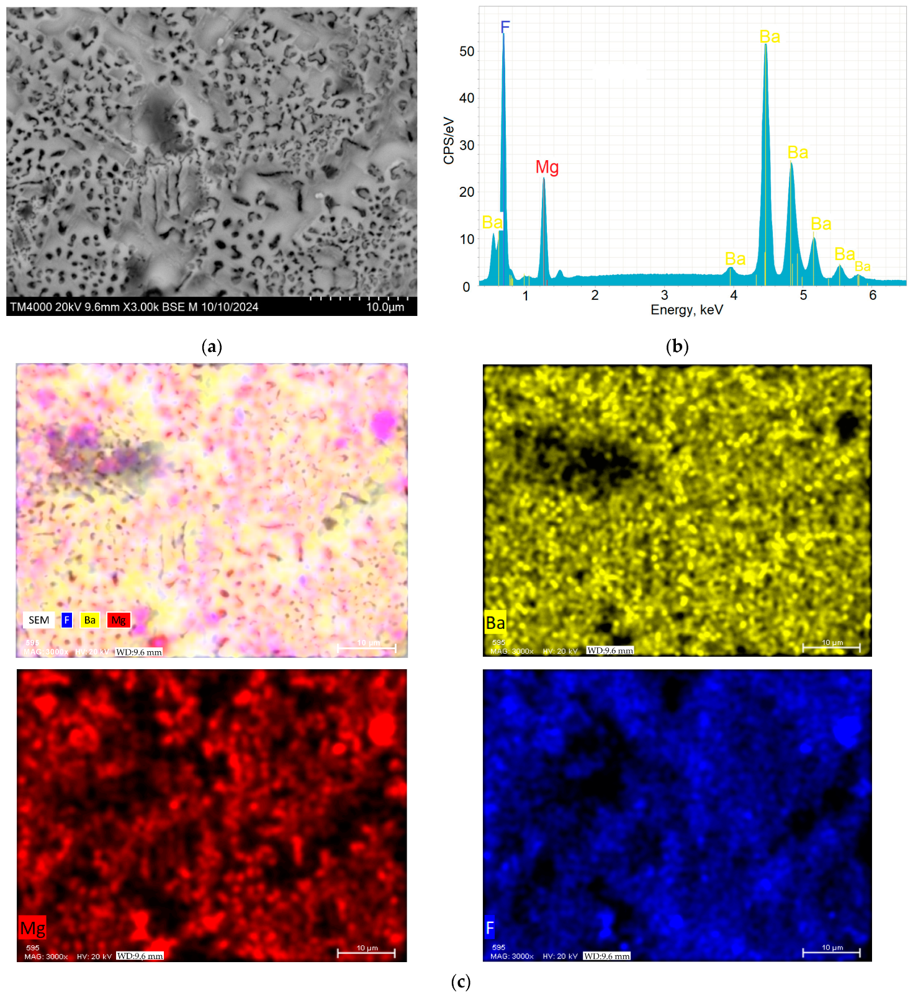 TM4000 20kV 9.6mm X3.00k BSE M 10/10/2024 10.0µm
(a)
CPS/eV
50
40
30
20
10
0
F
Ba
Ba
Mg
Ba
Ba
Ba
Ba
Ba
1 2 3 4 5 6
Energy, keV
(b)
SEM F Ba Mg
595
10 µm
MAG: 3000x HV: 20 kV WD:9.6 mm
Ba
595
10 µm
MAG: 3000x HV: 20 kV WD:9.6 mm
Mg
595
10 µm
MAG: 3000x HV: 20 kV WD:9.6 mm
F
595
10 µm
MAG: 3000x HV: 20 kV WD:9.6 mm
(c)